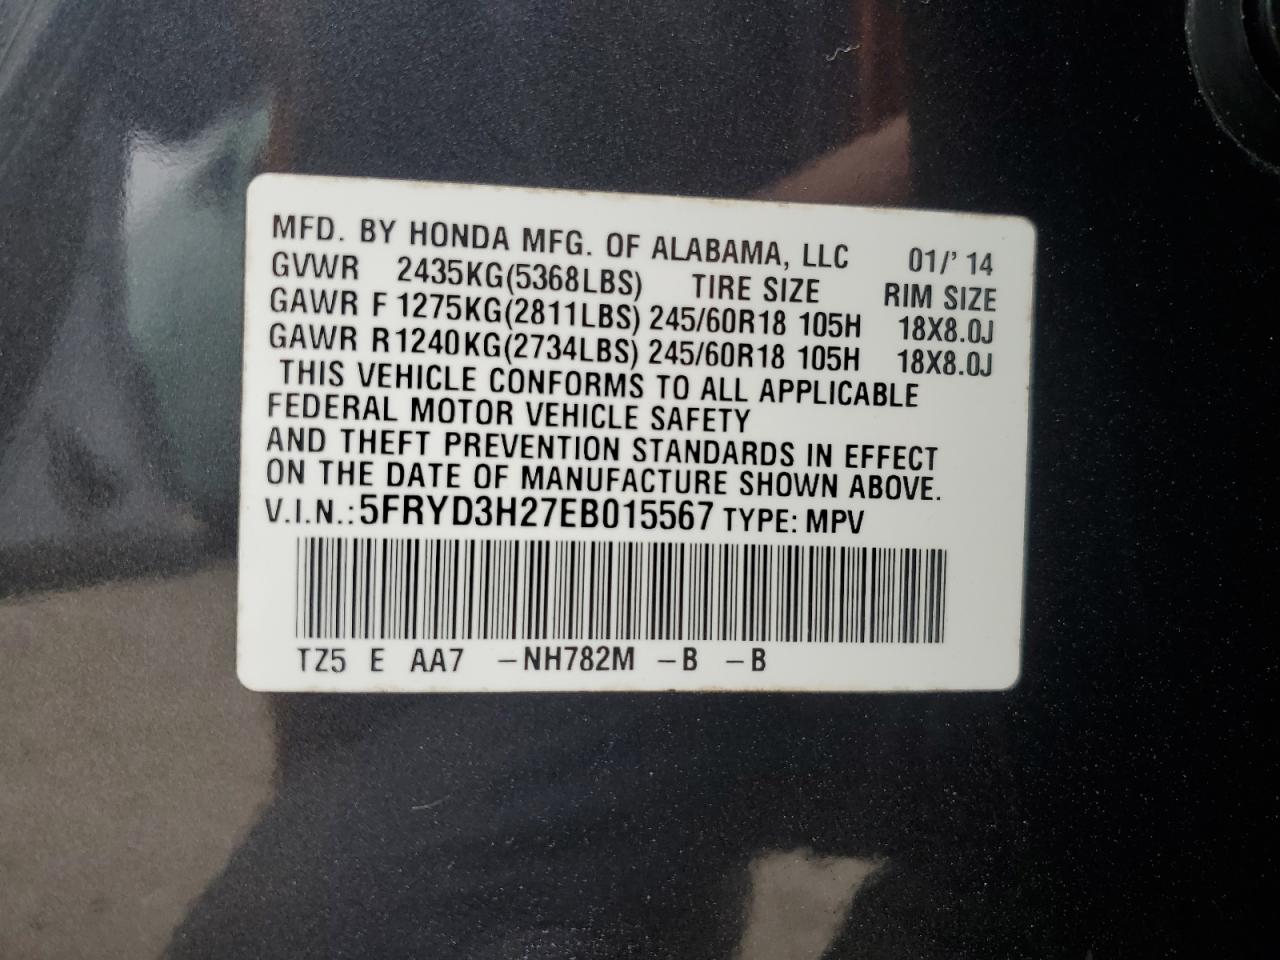 MFD. BY HONDA MFG. OF ALABAMA, LLC 01/' 14
GVWR 2435KG(5368LBS) TIRE SIZE RIM SIZE
GAWR F 1275KG(2811LBS) 245/60R18 105H 18X8.0J
GAWR R 1240KG(2734LBS) 245/60R18 105H 18X8.0J
THIS VEHICLE CONFORMS TO ALL APPLICABLE
FEDERAL MOTOR VEHICLE SAFETY
AND THEFT PREVENTION STANDARDS IN EFFECT
ON THE DATE OF MANUFACTURE SHOWN ABOVE.
V.I.N.: 5FRYD3H27EB015567 TYPE: MPV
TZ5 E AA7 -NH782M -B -B